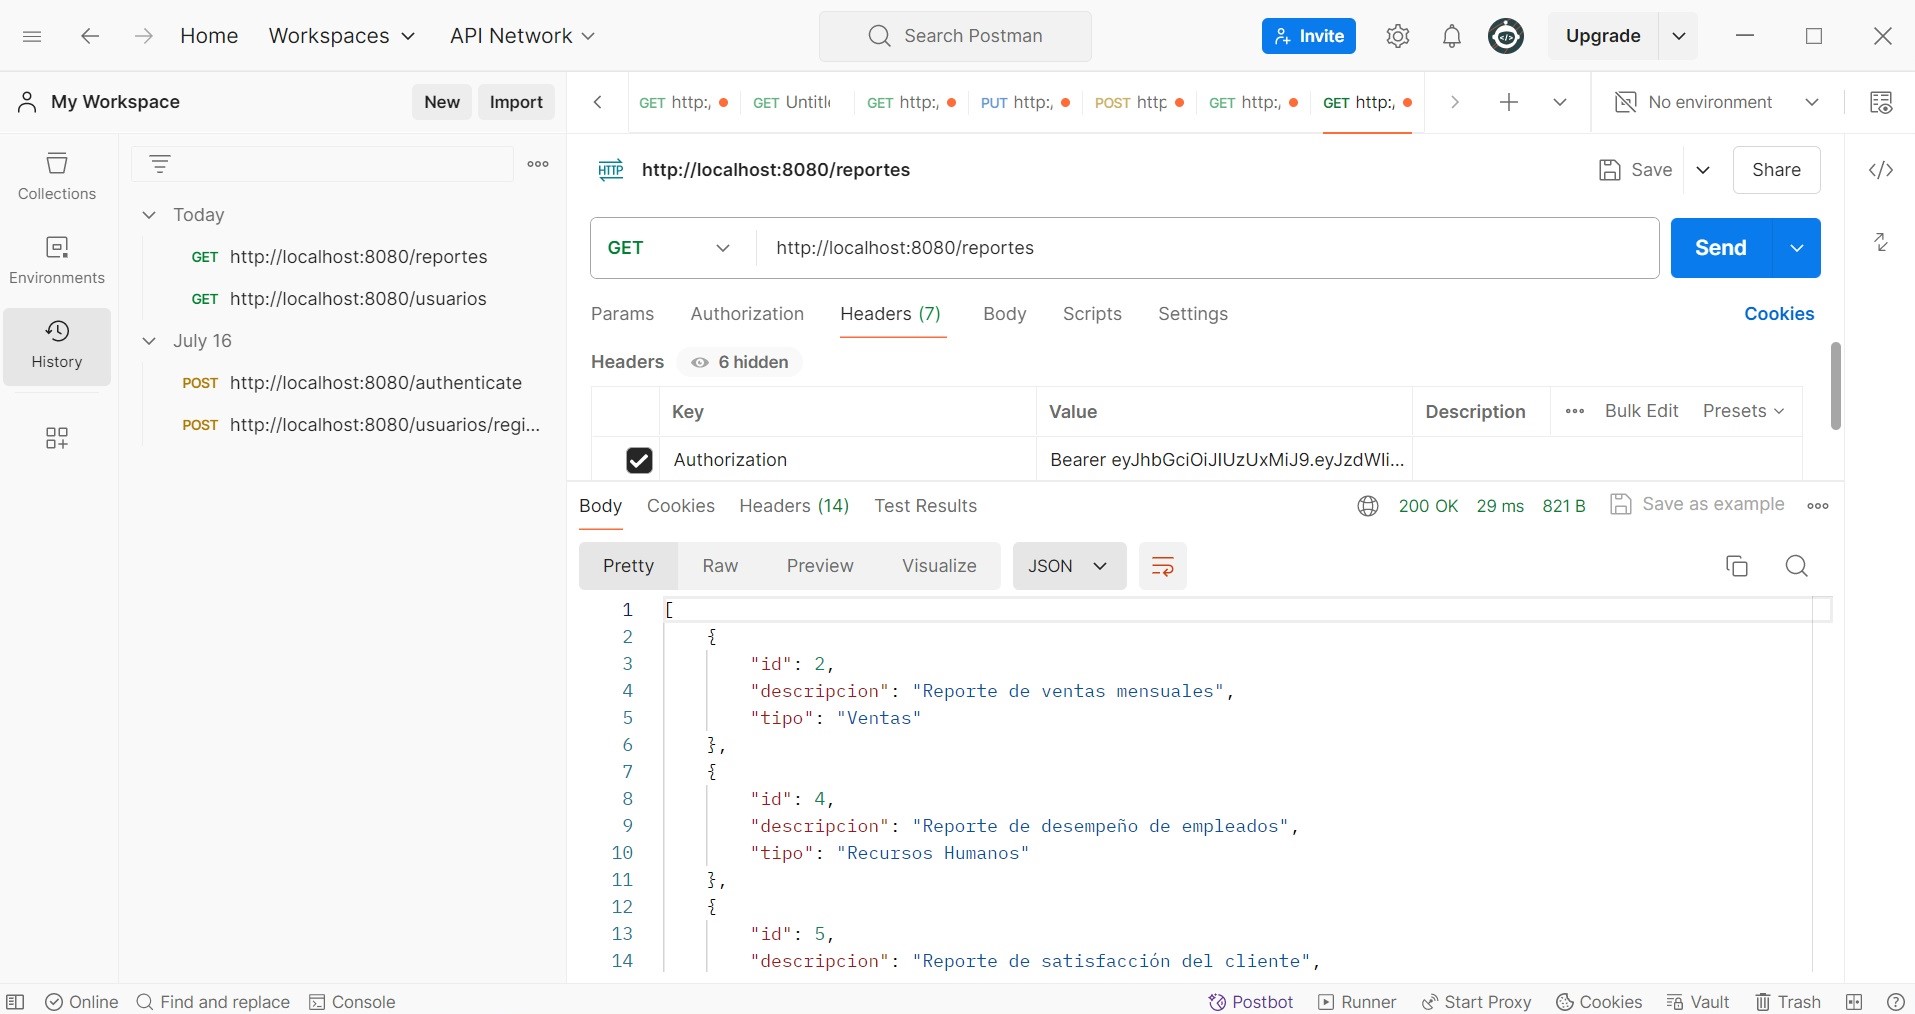 Home Workspaces API Network Search Postman Invite Upgrade
My Workspace New Import GET http:, GET Untitl GET http:, PUT http:, POST http GET http:, GET http:, No environment
Collections
Environments
History
Today
GET http://localhost:8080/reportes
GET http://localhost:8080/usuarios
July 16
POST http://localhost:8080/authenticate
POST http://localhost:8080/usuarios/regi...
HTTP http://localhost:8080/reportes Save Share
GET http://localhost:8080/reportes Send
Params Authorization Headers (7) Body Scripts Settings Cookies
Headers 6 hidden
Key Value Description Bulk Edit Presets
Authorization Bearer eyJhbGciOiJIUzUxMiJ9.eyJzdWIi...
Body Cookies Headers (14) Test Results 200 OK 29 ms 821 B Save as example
Pretty Raw Preview Visualize JSON
1 [
2 {
3 "id": 2,
4 "descripcion": "Reporte de ventas mensuales",
5 "tipo": "Ventas"
6 },
7 {
8 "id": 4,
9 "descripcion": "Reporte de desempeño de empleados",
10 "tipo": "Recursos Humanos"
11 },
12 {
13 "id": 5,
14 "descripcion": "Reporte de satisfacción del cliente",
Online Find and replace Console Postbot Runner Start Proxy Cookies Vault Trash